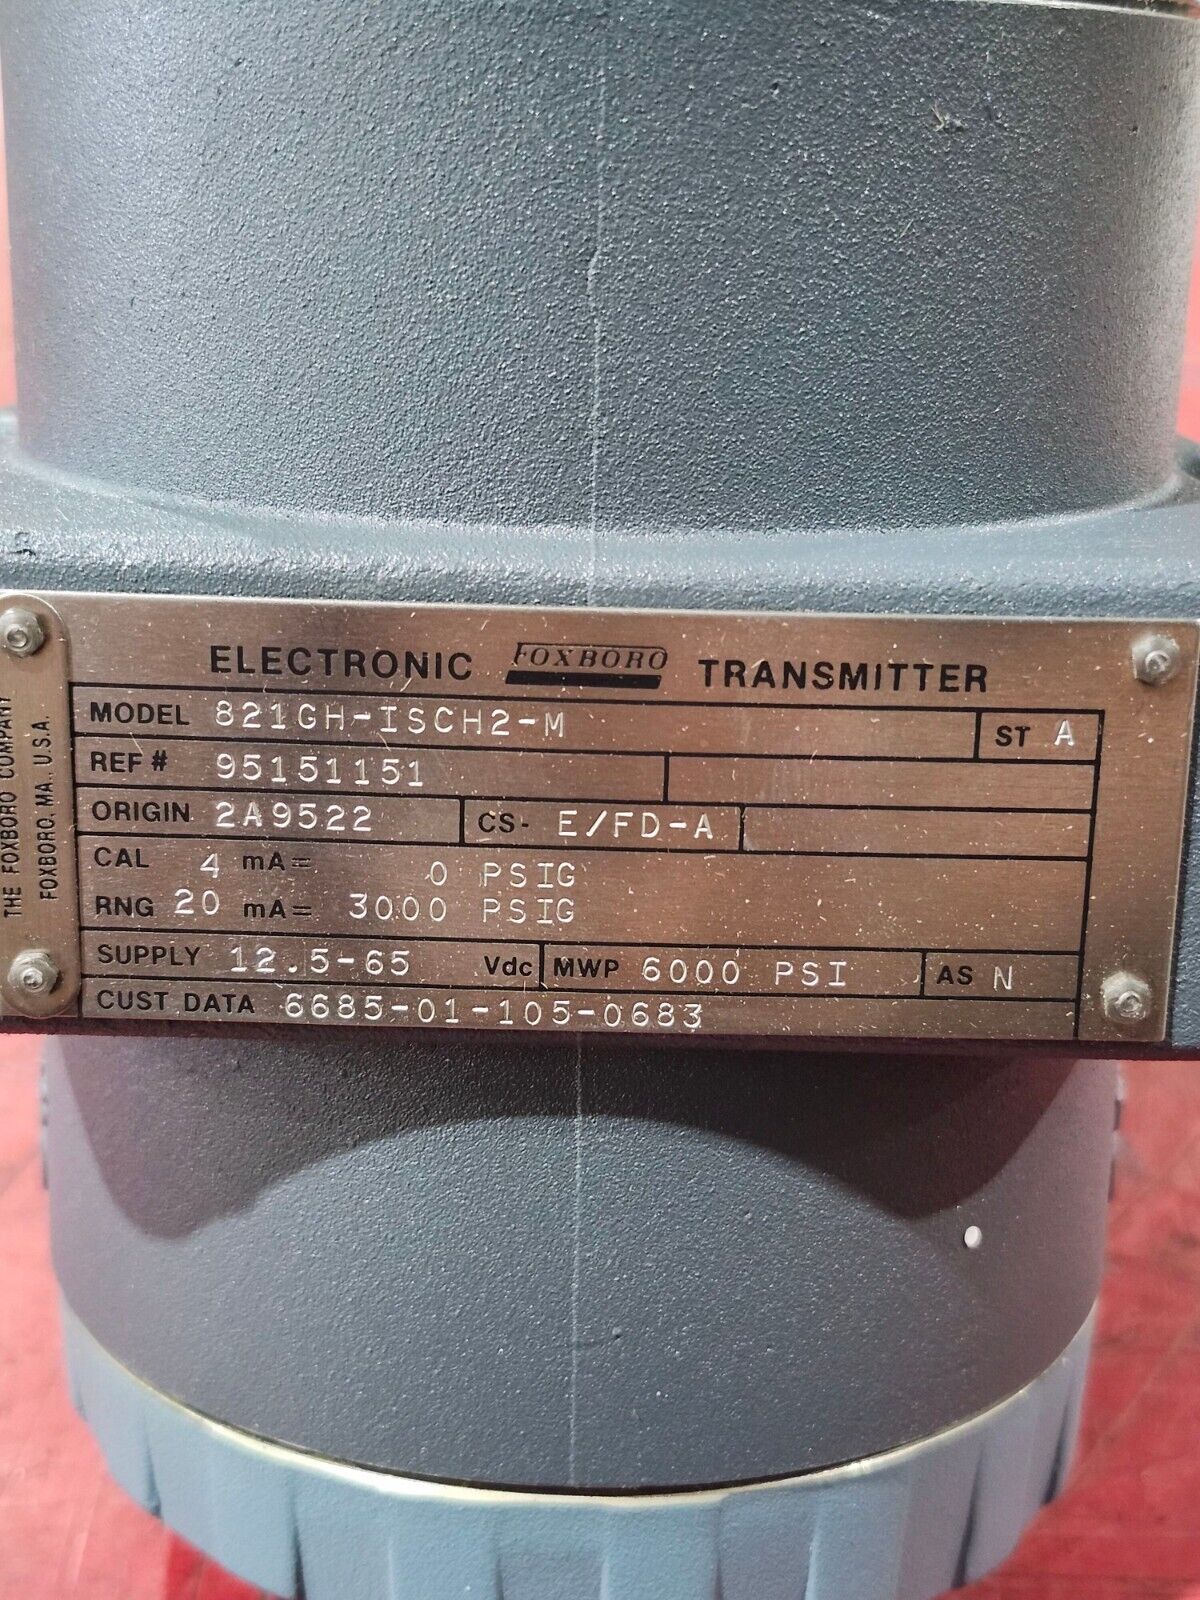 ELECTRONIC FOXBORO TRANSMITTER
MODEL 821GH-ISCH2-M ST A
REF # 95151151
ORIGIN 2A9522 CS- E/FD-A
CAL 4 mA= 0 PSIG
RNG 20 mA= 3000 PSIG
SUPPLY 12.5-65 Vdc MWP 6000 PSI AS N
CUST DATA 6685-01-105-0683
THE FOXBORO COMPANY
FOXBORO, MA., U.S.A.